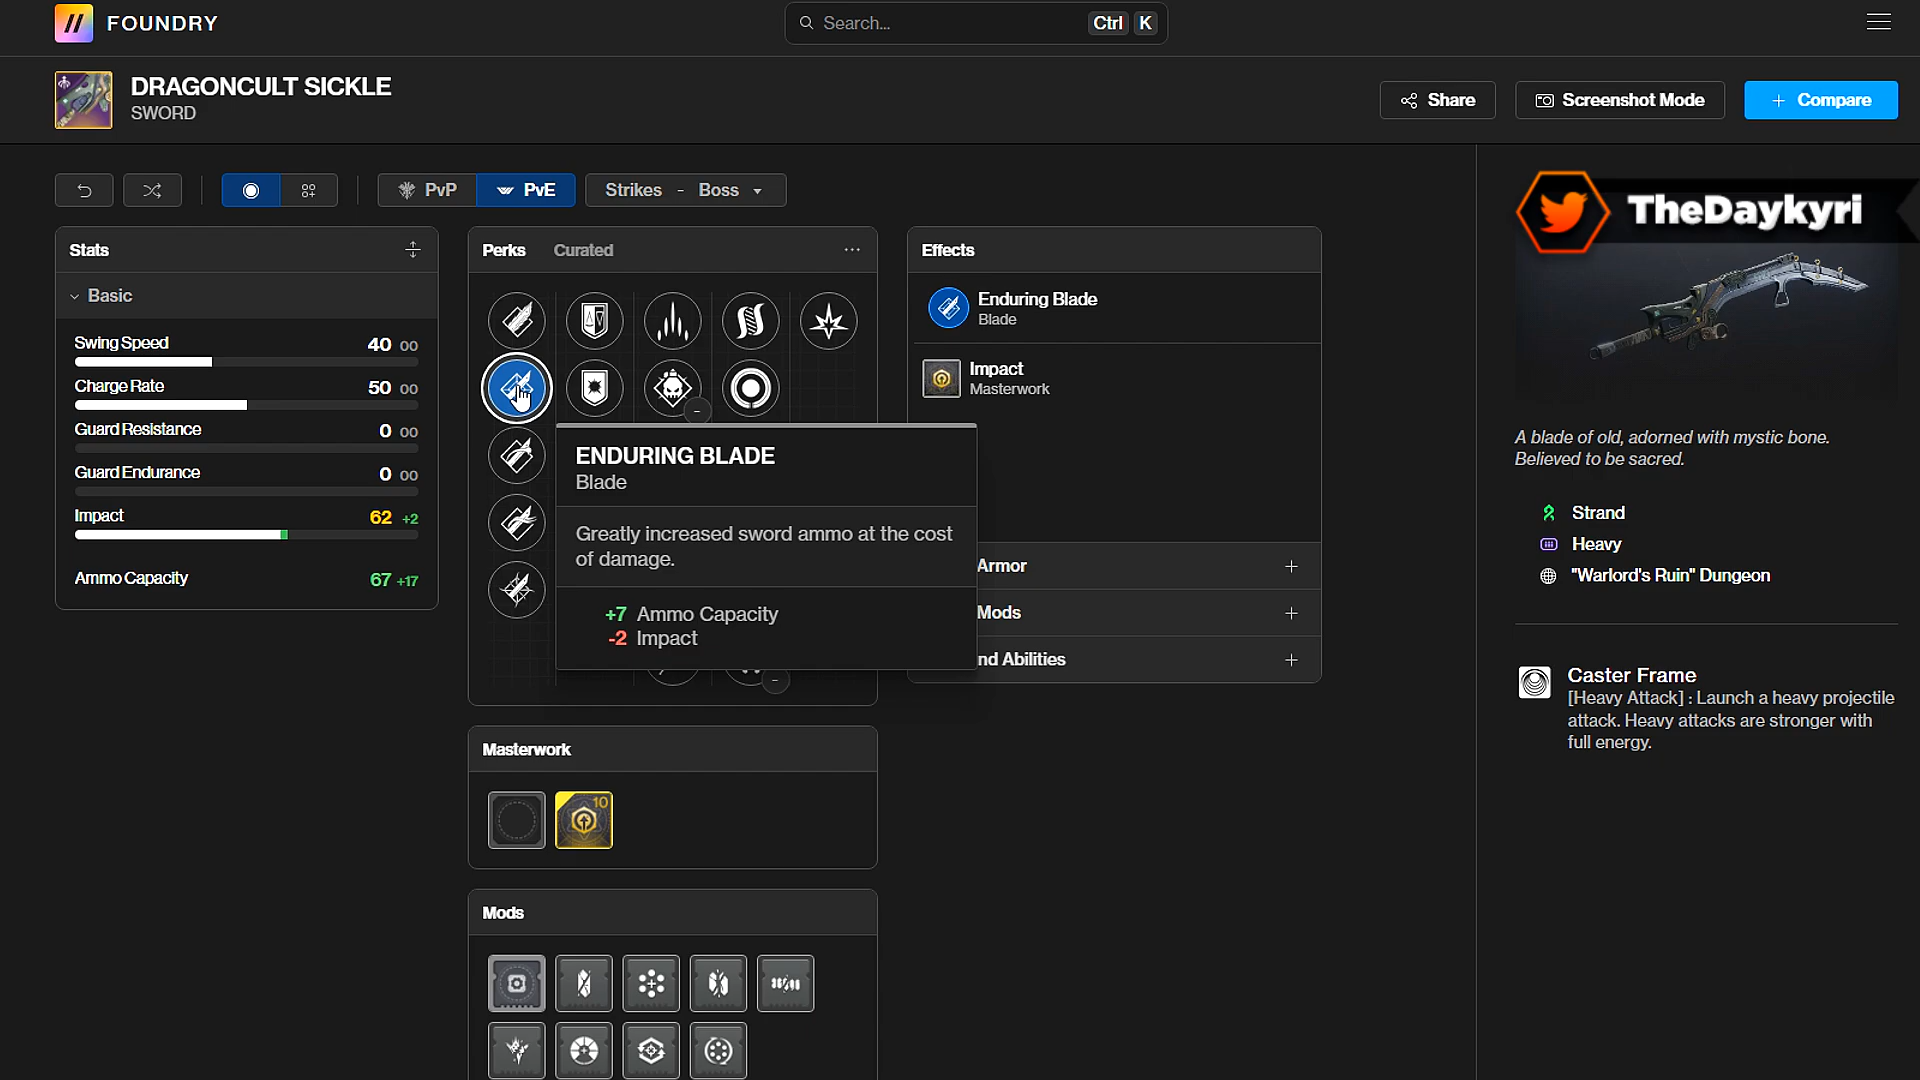 FOUNDRY
Search...
Ctrl K
DRAGONCULT SICKLE
SWORD
Share
Screenshot Mode
+ Compare
PvP
PvE
Strikes - Boss
TheDaykyri
Stats
Basic
Swing Speed 40 00
Charge Rate 50 00
Guard Resistance 0 00
Guard Endurance 0 00
Impact 62 +2
Ammo Capacity 67 +17
Perks Curated ...
ENDURING BLADE
Blade
Greatly increased sword ammo at the cost
of damage.
+7 Ammo Capacity
-2 Impact
Masterwork
10
Mods
Effects
Enduring Blade
Blade
Impact
Masterwork
Armor +
Mods +
nd Abilities +
A blade of old, adorned with mystic bone.
Believed to be sacred.
Strand
Heavy
"Warlord's Ruin" Dungeon
Caster Frame
[Heavy Attack] : Launch a heavy projectile
attack. Heavy attacks are stronger with
full energy.